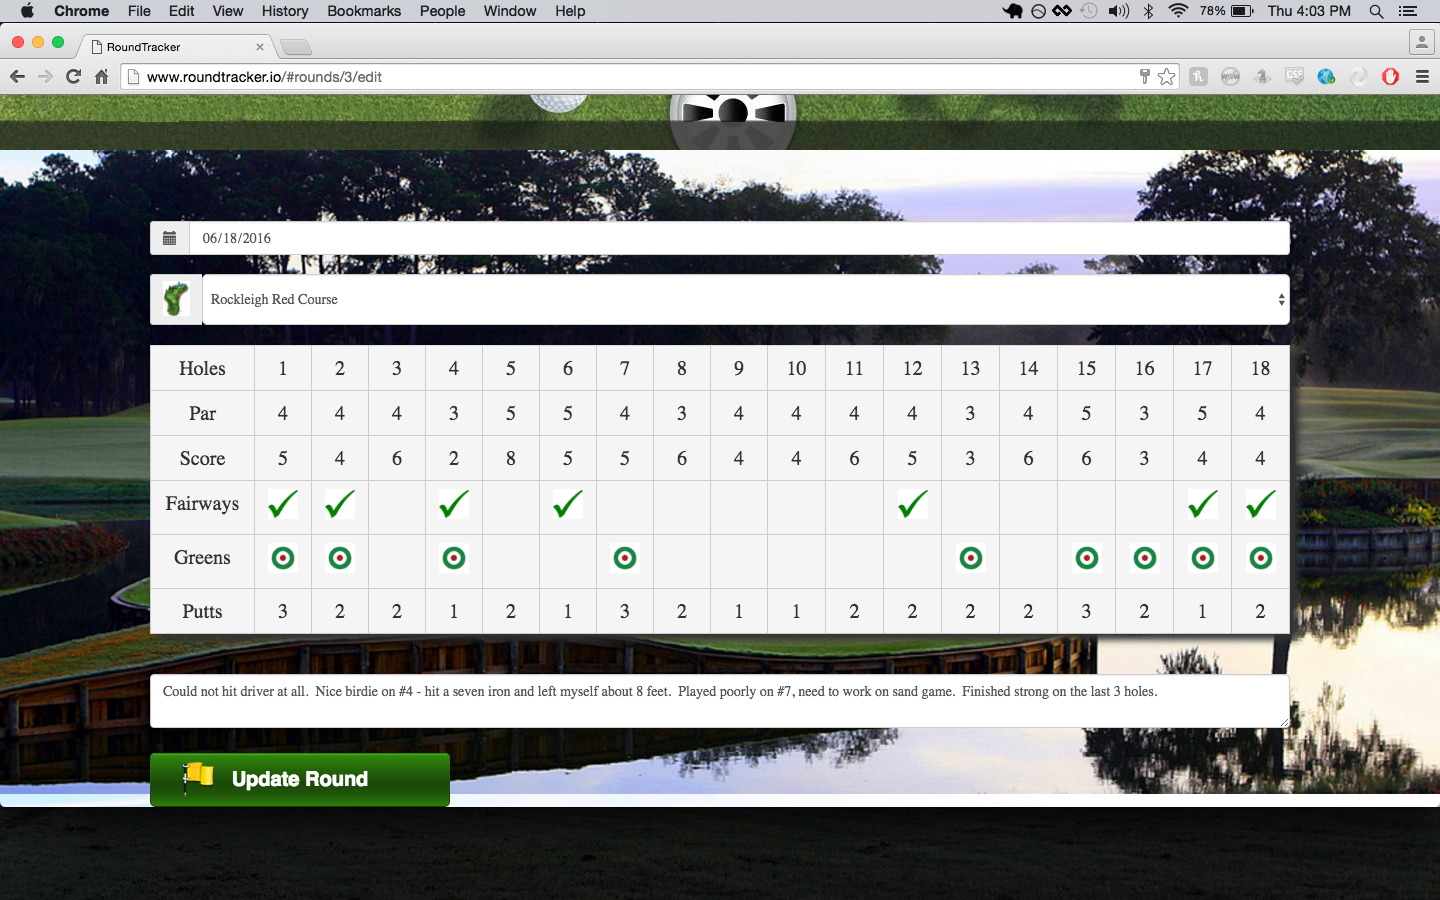 Chrome File Edit View History Bookmarks People Window Help 78% Thu 4:03 PM
RoundTracker
www.roundtracker.io/#rounds/3/edit
06/18/2016
Rockleigh Red Course
Holes 1 2 3 4 5 6 7 8 9 10 11 12 13 14 15 16 17 18
Par 4 4 4 3 5 5 4 3 4 4 4 4 3 4 5 3 5 4
Score 5 4 6 2 8 5 5 6 4 4 6 5 3 6 6 3 4 4
Fairways
Greens
Putts 3 2 2 1 2 1 3 2 1 1 2 2 2 2 3 2 1 2
Could not hit driver at all. Nice birdie on #4 - hit a seven iron and left myself about 8 feet. Played poorly on #7, need to work on sand game. Finished strong on the last 3 holes.
Update Round